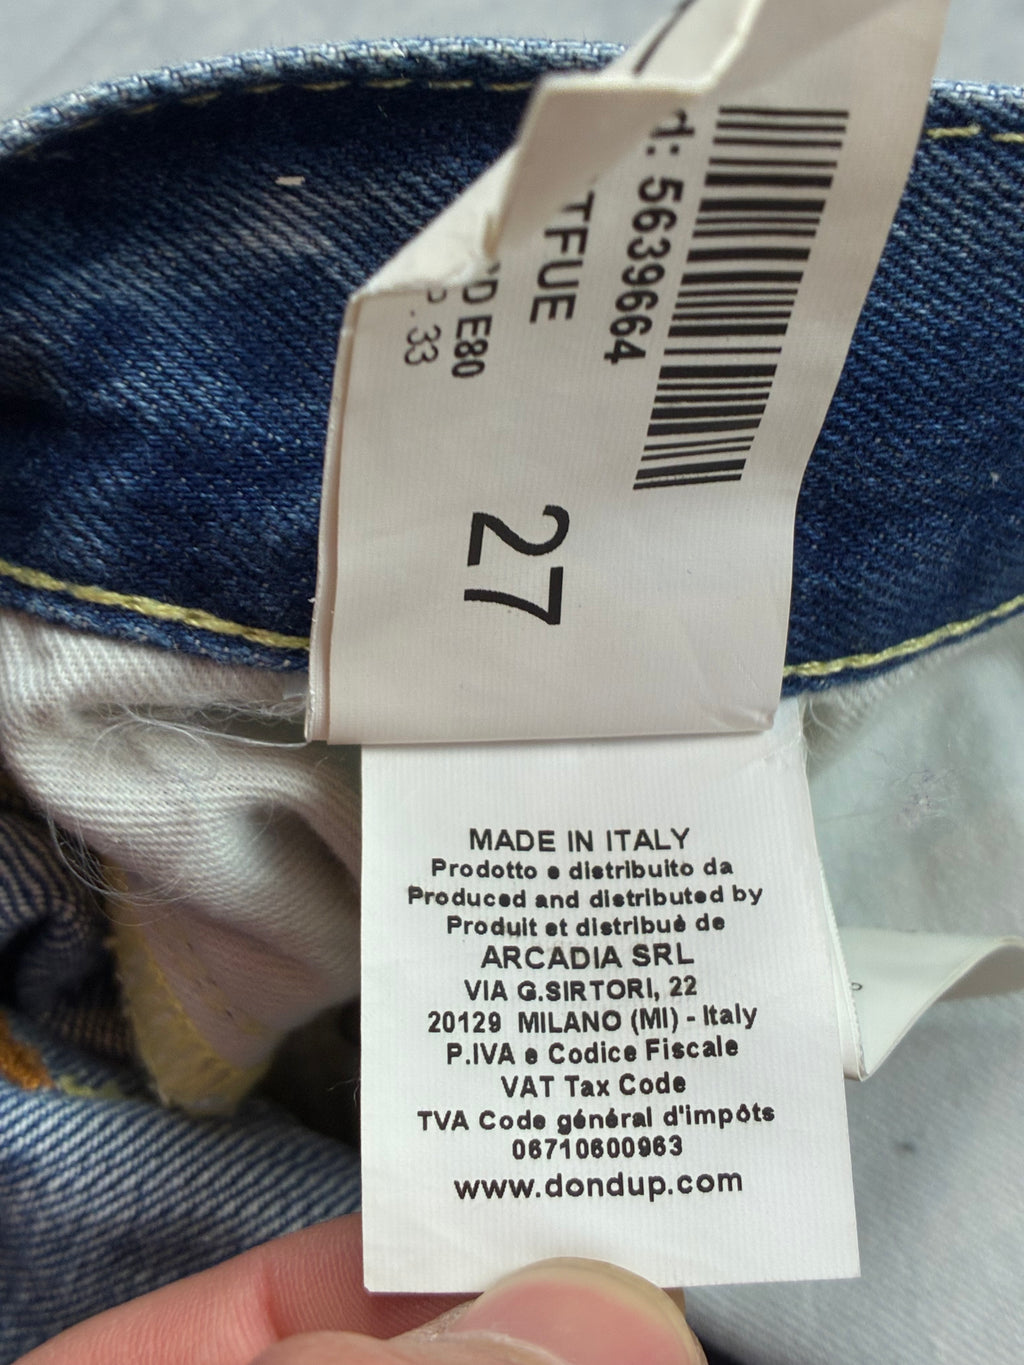 d: 5639664
TFUE
D E80
. 33
27
MADE IN ITALY
Prodotto e distribuito da
Produced and distributed by
Produit et distribuè de
ARCADIA SRL
VIA G.SIRTORI, 22
20129 MILANO (MI) - Italy
P.IVA e Codice Fiscale
VAT Tax Code
TVA Code général d'impôts
06710600963
www.dondup.com